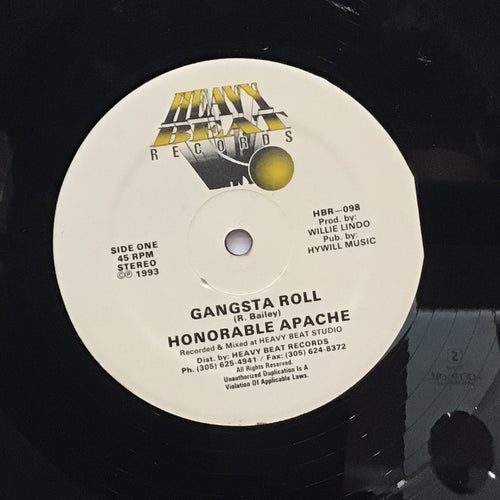 HEAVY
BEAT
RECORDS
SIDE ONE
45 RPM
STEREO
©℗ 1993
HBR—098
Prod. by:
WILLIE LINDO
Pub. by:
HYWILL MUSIC
GANGSTA ROLL
(R. Bailey)
HONORABLE APACHE
Recorded & Mixed at HEAVY BEAT STUDIO
Dist. by: HEAVY BEAT RECORDS
Ph. (305) 625-4941 / Fax: (305) 624-8372
All Rights Reserved.
Unauthorized Duplication is A
Violation Of Applicable Laws.